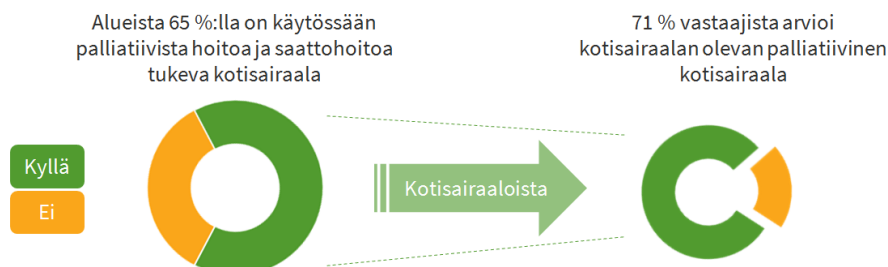 Alueista 65 %:lla on käytössään
palliatiivista hoitoa ja saattohoitoa
tukeva kotisairaala
71 % vastaajista arvioi
kotisairaalan olevan palliatiivinen
kotisairaala
Kyllä
Ei
Kotisairaaloista